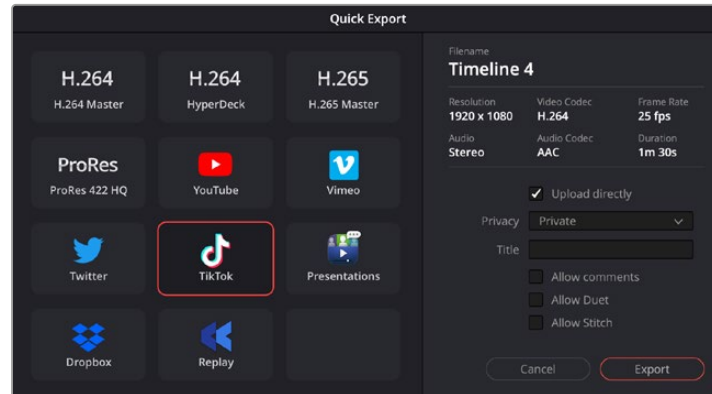 Quick Export
H.264
H.264 Master
H.264
HyperDeck
H.265
H.265 Master
ProRes
ProRes 422 HQ
YouTube
Vimeo
Twitter
TikTok
Presentations
Dropbox
Replay
Filename
Timeline 4
Resolution Video Codec Frame Rate
1920 x 1080 H.264 25 fps
Audio Audio Codec Duration
Stereo AAC 1m 30s
Upload directly
Privacy Private
Title
Allow comments
Allow Duet
Allow Stitch
Cancel Export